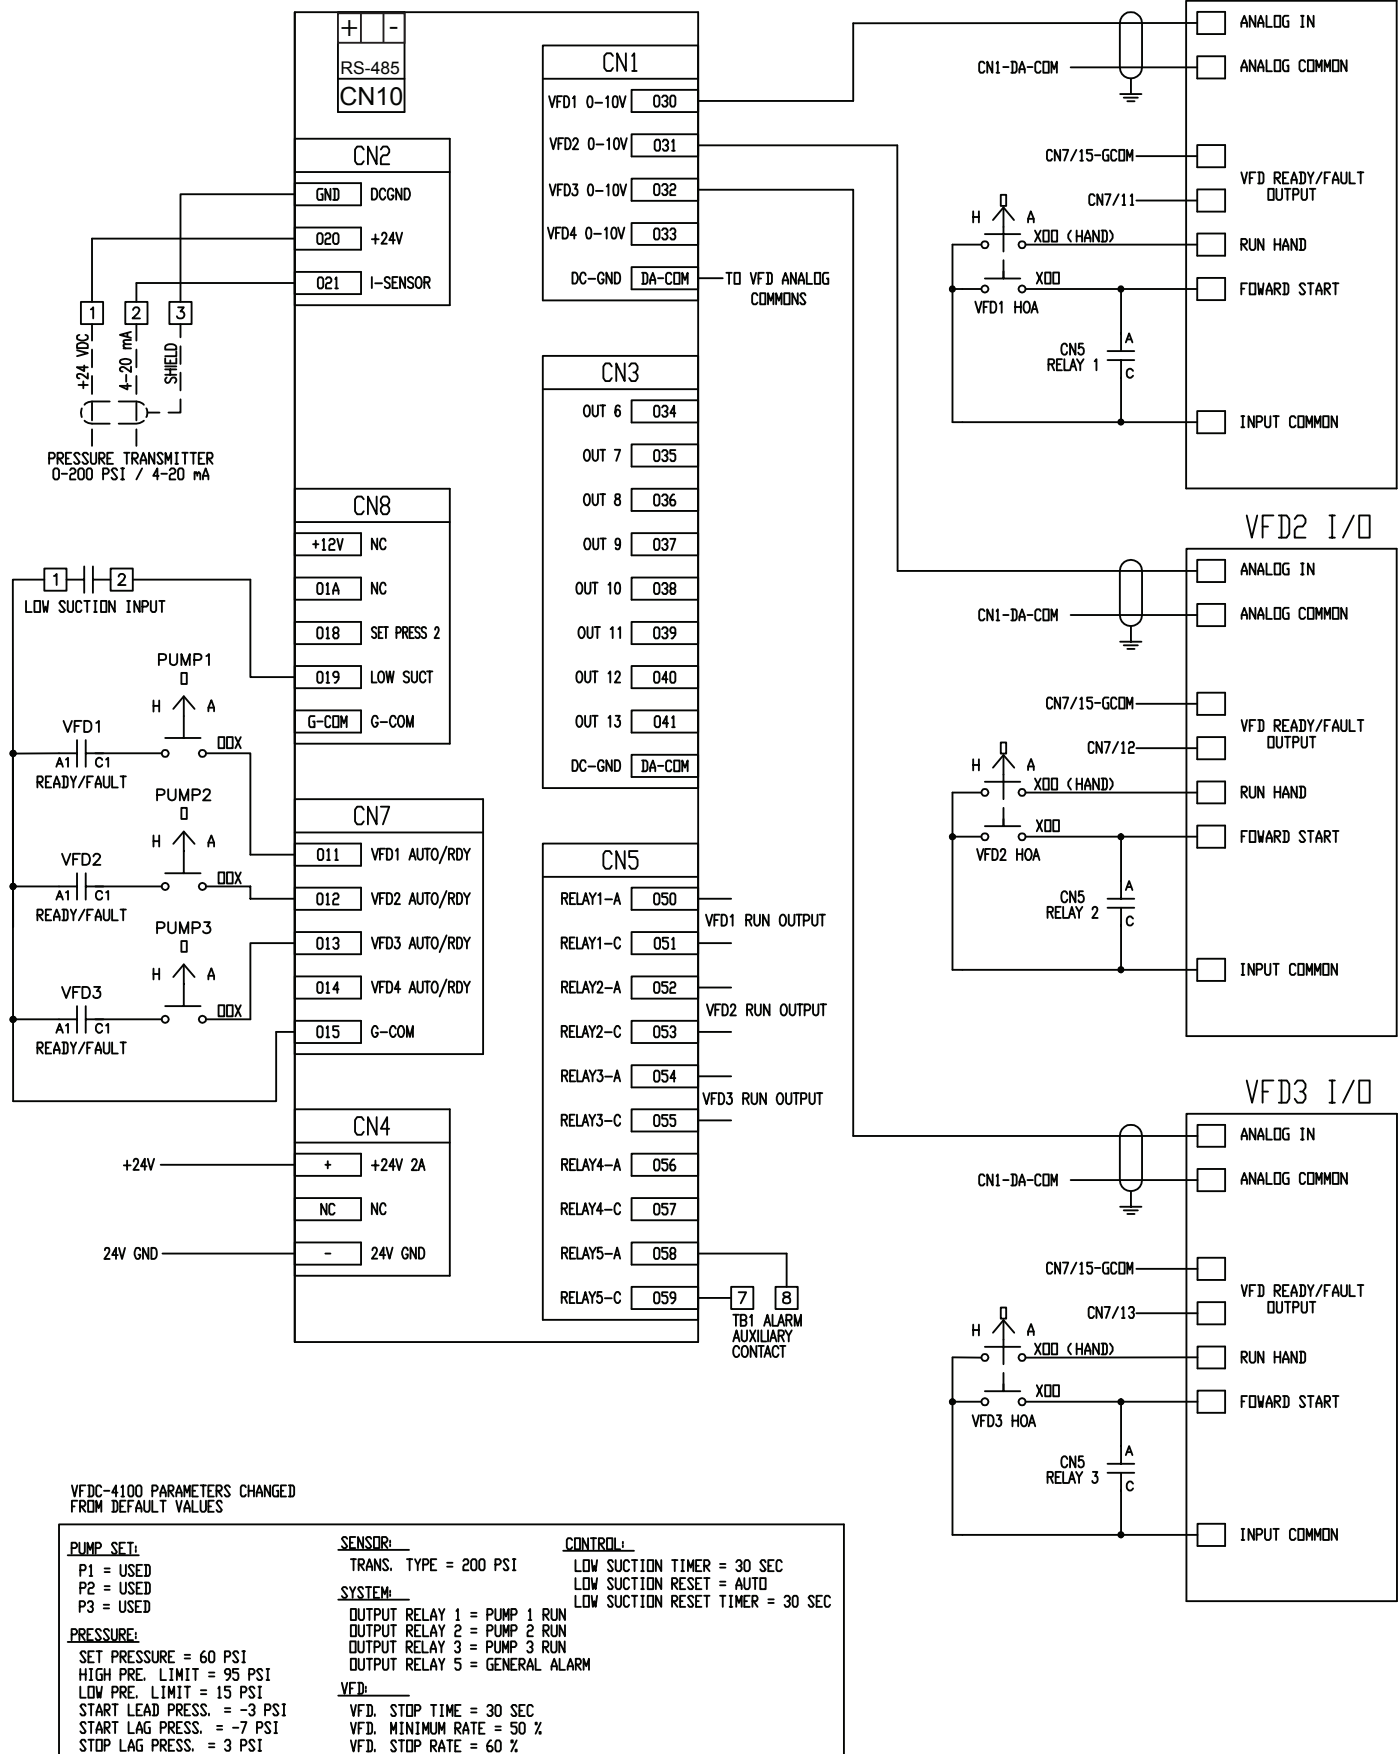 + -
RS-485
CN10
CN2
GND DCGND
020 +24V
021 I-SENSOR
1 2 3
+24 VDC
4-20 mA
SHIELD
PRESSURE TRANSMITTER
0-200 PSI / 4-20 mA
CN8
+12V NC
01A NC
018 SET PRESS 2
019 LOW SUCT
G-COM G-COM
1 2
LOW SUCTION INPUT
PUMP1
H A
VFD1
OOX
A1 C1
READY/FAULT
PUMP2
H A
VFD2
OOX
A1 C1
READY/FAULT
PUMP3
H A
VFD3
OOX
A1 C1
READY/FAULT
CN7
011 VFD1 AUTO/RDY
012 VFD2 AUTO/RDY
013 VFD3 AUTO/RDY
014 VFD4 AUTO/RDY
015 G-COM
CN4
+24V + +24V 2A
NC NC
24V GND - 24V GND
CN1
VFD1 0-10V 030
VFD2 0-10V 031
VFD3 0-10V 032
VFD4 0-10V 033
DC-GND DA-COM TO VFD ANALOG
COMMONS
CN3
OUT 6 034
OUT 7 035
OUT 8 036
OUT 9 037
OUT 10 038
OUT 11 039
OUT 12 040
OUT 13 041
DC-GND DA-COM
CN5
RELAY1-A 050
VFD1 RUN OUTPUT
RELAY1-C 051
RELAY2-A 052
VFD2 RUN OUTPUT
RELAY2-C 053
RELAY3-A 054
VFD3 RUN OUTPUT
RELAY3-C 055
RELAY4-A 056
RELAY4-C 057
RELAY5-A 058
RELAY5-C 059 7 8
TB1 ALARM
AUXILIARY
CONTACT
ANALOG IN
CN1-DA-COM ANALOG COMMON
CN7/15-GCOM
VFD READY/FAULT
OUTPUT
CN7/11
H A
XOO (HAND) RUN HAND
XOO FOWARD START
VFD1 HOA
A
CN5
RELAY 1
C
INPUT COMMON
VFD2 I/O
ANALOG IN
CN1-DA-COM ANALOG COMMON
CN7/15-GCOM
VFD READY/FAULT
OUTPUT
CN7/12
H A
XOO (HAND) RUN HAND
XOO FOWARD START
VFD2 HOA
A
CN5
RELAY 2
C
INPUT COMMON
VFD3 I/O
ANALOG IN
CN1-DA-COM ANALOG COMMON
CN7/15-GCOM
VFD READY/FAULT
OUTPUT
CN7/13
H A
XOO (HAND) RUN HAND
XOO FOWARD START
VFD3 HOA
A
CN5
RELAY 3
C
INPUT COMMON
VFDC-4100 PARAMETERS CHANGED
FROM DEFAULT VALUES
PUMP SET:
P1 = USED
P2 = USED
P3 = USED
PRESSURE:
SET PRESSURE = 60 PSI
HIGH PRE. LIMIT = 95 PSI
LOW PRE. LIMIT = 15 PSI
START LEAD PRESS. = -3 PSI
START LAG PRESS. = -7 PSI
STOP LAG PRESS. = 3 PSI
SENSOR:
TRANS. TYPE = 200 PSI
SYSTEM:
OUTPUT RELAY 1 = PUMP 1 RUN
OUTPUT RELAY 2 = PUMP 2 RUN
OUTPUT RELAY 3 = PUMP 3 RUN
OUTPUT RELAY 5 = GENERAL ALARM
VFD:
VFD. STOP TIME = 30 SEC
VFD. MINIMUM RATE = 50 %
VFD. STOP RATE = 60 %
CONTROL:
LOW SUCTION TIMER = 30 SEC
LOW SUCTION RESET = AUTO
LOW SUCTION RESET TIMER = 30 SEC